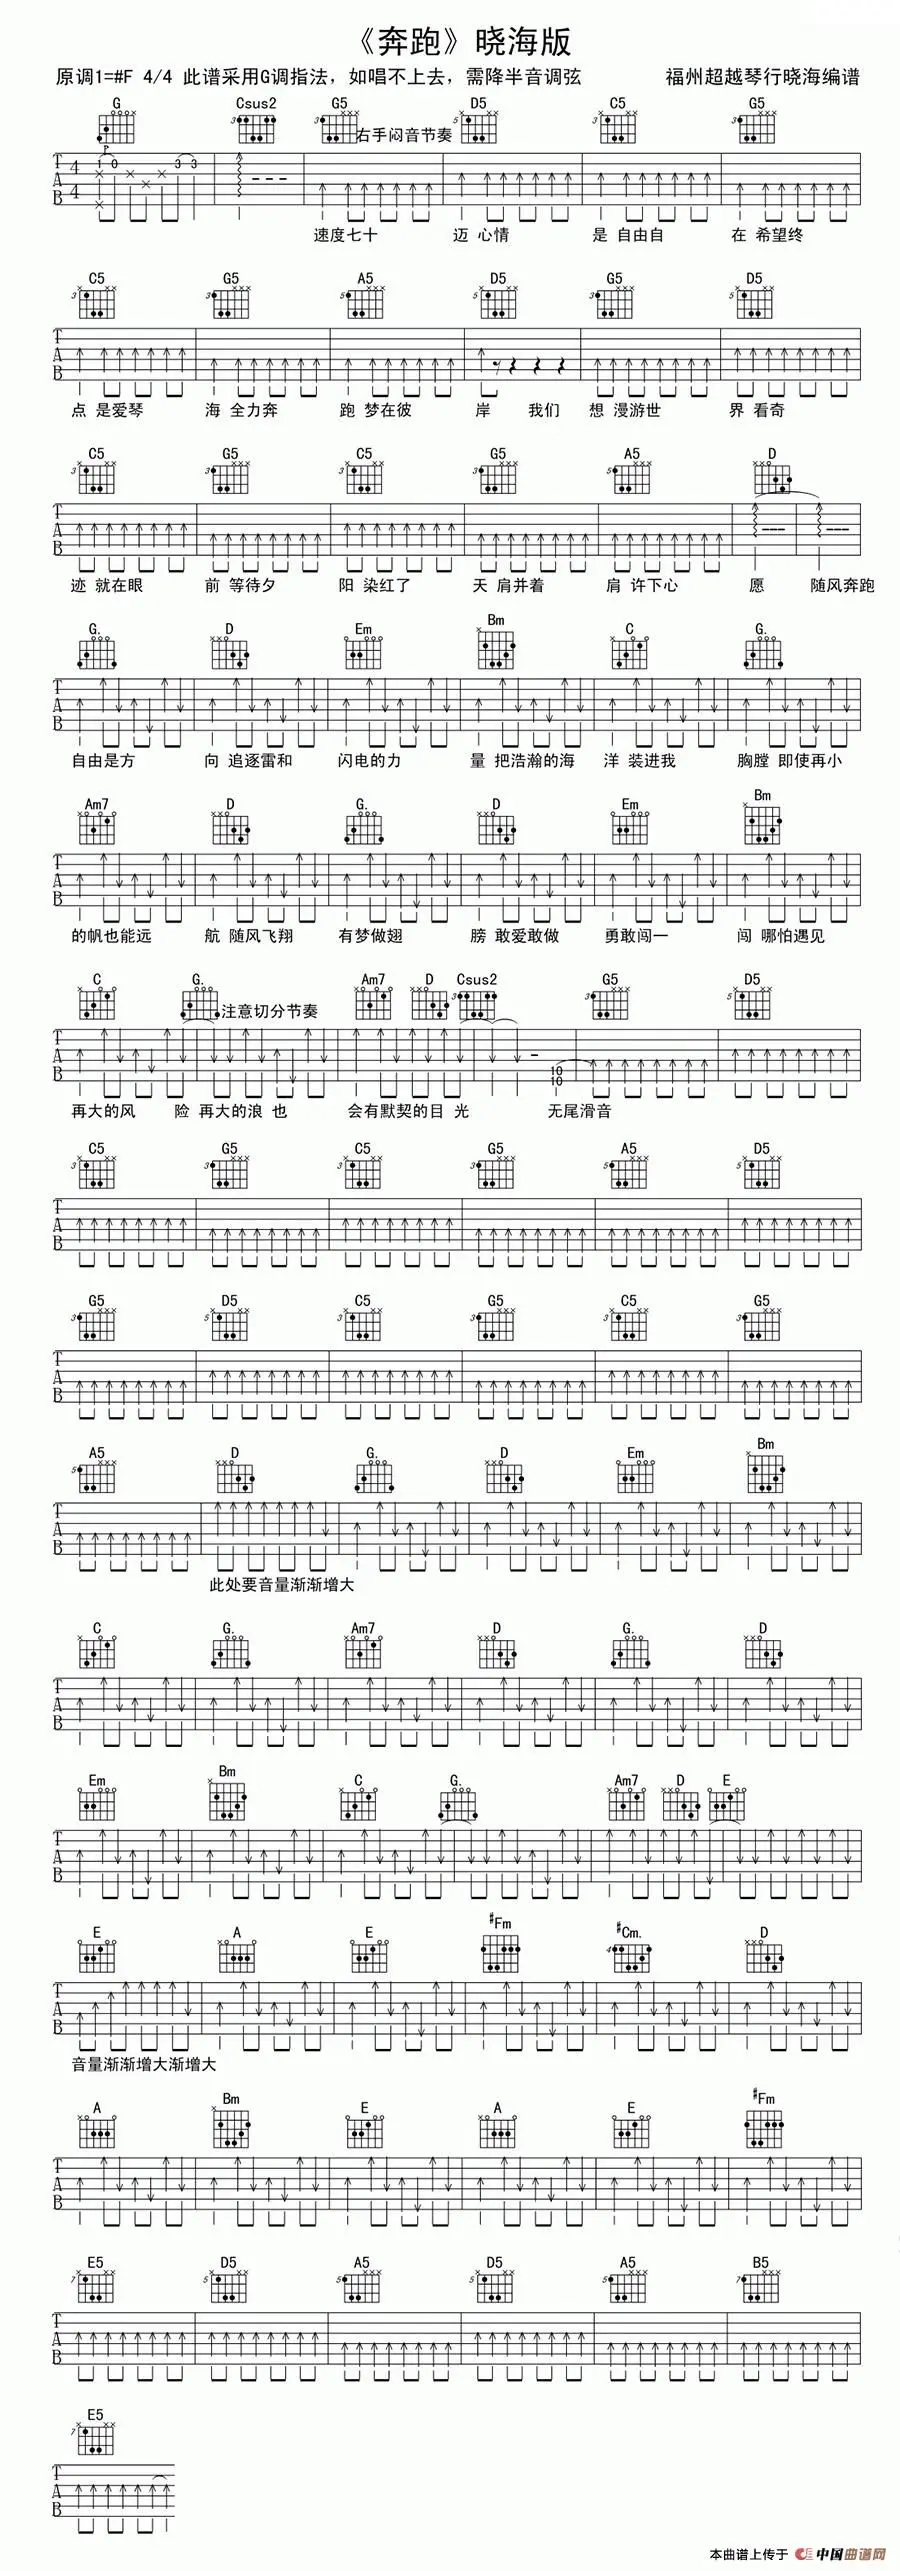 《奔跑》晓海版
原调1=#F 4/4 此谱采用G调指法，如唱不上去，需降半音调弦 福州超越琴行晓海编谱
G Csus2 G5 D5 C5 G5
右手闷音节奏
速度七十 迈 心情 是 自由自 在 希望终
C5 G5 A5 D5 G5 D5
点 是爱琴 海 全力奔 跑 梦在彼 岸 我们 想 漫游世 界 看奇
C5 G5 C5 G5 A5 D
迹 就在眼 前 等待夕 阳 染红了 天 肩并着 肩 许下心 愿 随风奔跑
G. D Em Bm C G.
自由是方 向 追逐雷和 闪电的力 量 把浩瀚的海 洋 装进我 胸膛 即使再小
Am7 D G. D Em Bm
的帆也能远 航 随风飞翔 有梦做翅 膀 敢爱敢做 勇敢闯一 闯 哪怕遇见
C G. Am7 D Csus2 G5 D5
注意切分节奏
再大的风 险 再大的浪 也 会有默契的目 光 无尾滑音
C5 G5 C5 G5 A5 D5
G5 D5 C5 G5 C5 G5
A5 D G. D Em Bm
此处要音量渐渐增大
C G. Am7 D G. D
Em Bm C G. Am7 D E
E A E #Fm #Cm. D
音量渐渐增大渐增大
A Bm E A E #Fm
E5 D5 A5 D5 A5 B5
E5
本曲谱上传于 中国曲谱网